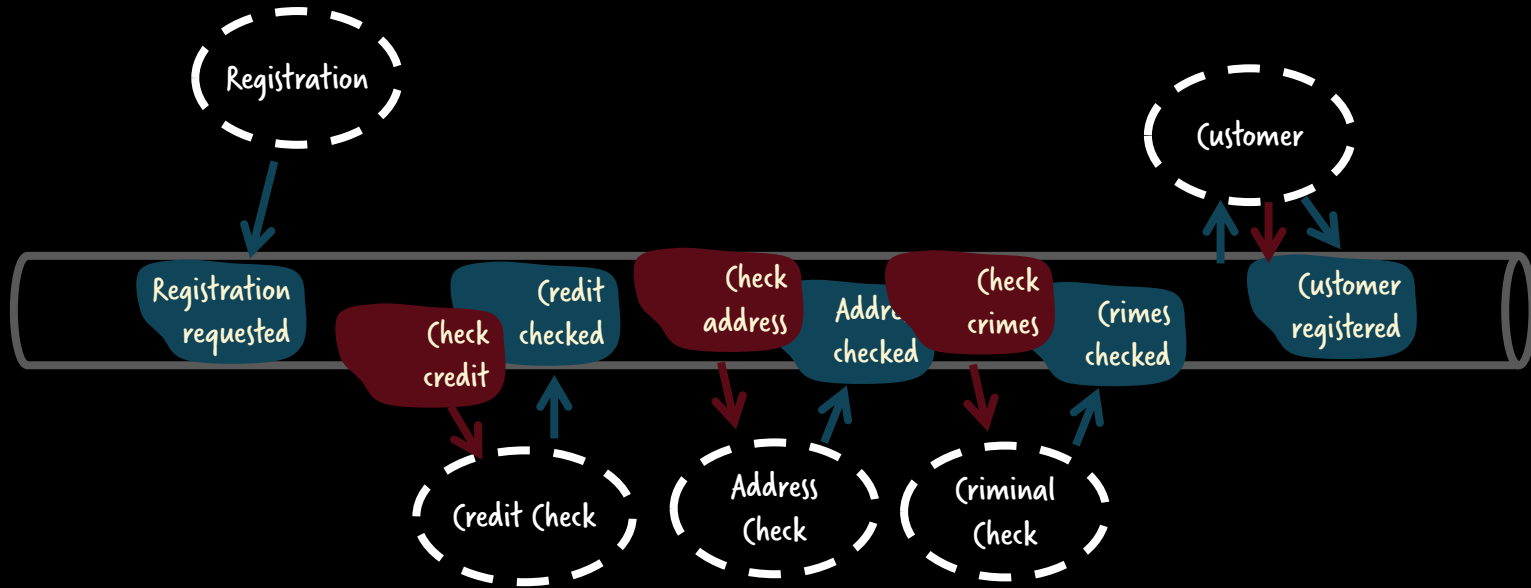 Registration
Customer
Registration
requested
Check
credit
Credit
checked
Check
address
Addre
checked
Check
crimes
Crimes
checked
Customer
registered
Credit Check
Address
Check
Criminal
Check